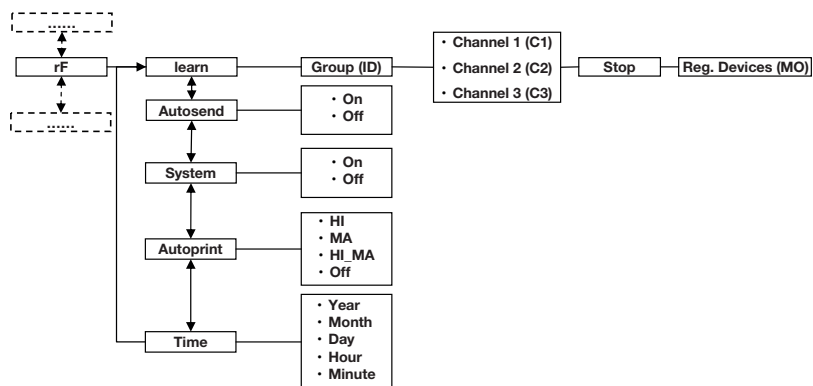 ......
rF
......
learn
Group (ID)
• Channel 1 (C1)
• Channel 2 (C2)
• Channel 3 (C3)
Stop
Reg. Devices (MO)
Autosend
• On
• Off
System
• On
• Off
Autoprint
• HI
• MA
• HI_MA
• Off
Time
• Year
• Month
• Day
• Hour
• Minute